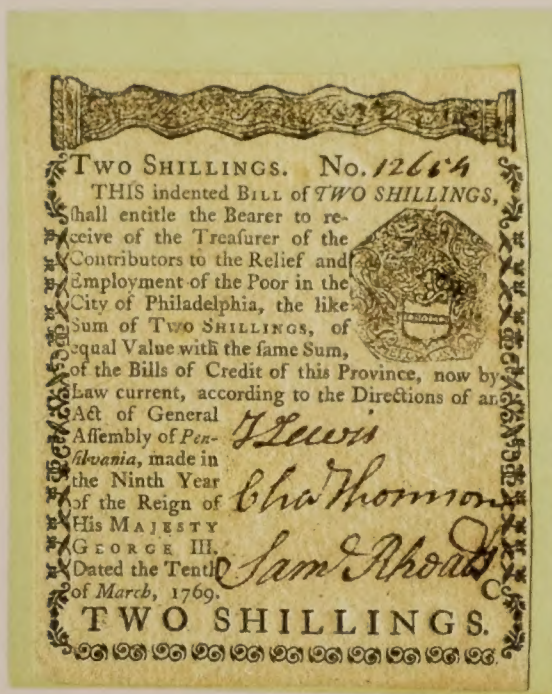 TWO SHILLINGS. No. 12654
THIS indented BILL of TWO SHILLINGS,
ſhall entitle the Bearer to re-
ceive of the Treaſurer of the
Contributors to the Relief and
Employment of the Poor in the
City of Philadelphia, the like
Sum of TWO SHILLINGS, of
equal Value with the ſame Sum,
of the Bills of Credit of this Province, now by
Law current, according to the Directions of an
Act of General
Aſſembly of Pen-
ſilvania, made in
the Ninth Year
of the Reign of
His MAJESTY
GEORGE III.
Dated the Tenth
of March, 1769.
J Lewis
Cha Thomson
Sam Rhoads
C
TWO SHILLINGS.